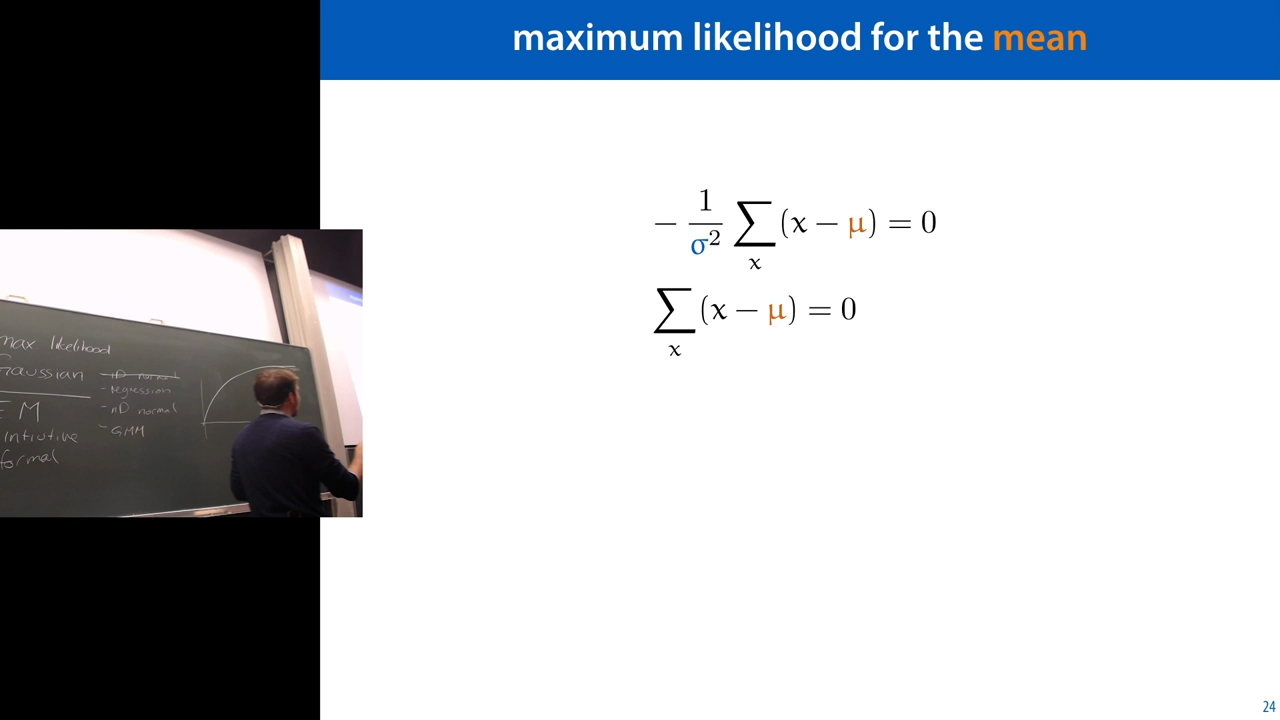 maximum likelihood for the mean
− 1/σ² ∑ₓ (x − μ) = 0
∑ₓ (x − μ) = 0
max likelihood
Gaussian
- 1D normal
- regression
- nD normal
- GMM
EM
intiutive
formal
24